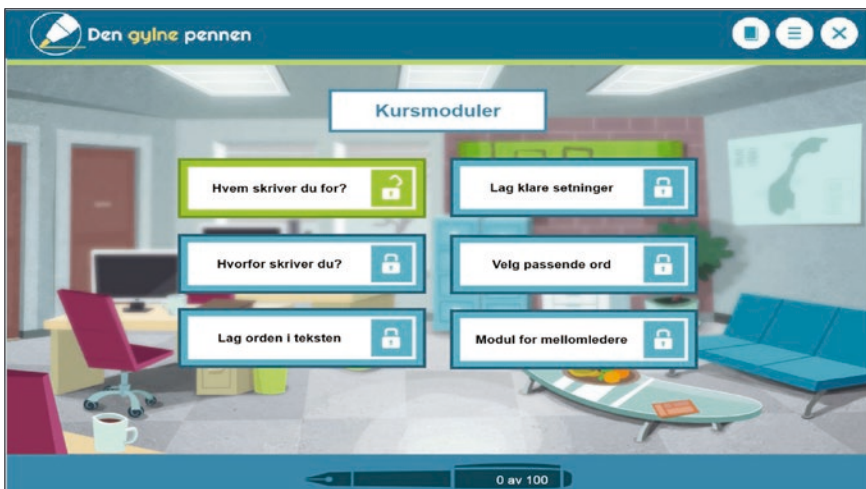 Den gylne pennen
Kursmoduler
Hvem skriver du for?
Lag klare setninger
Hvorfor skriver du?
Velg passende ord
Lag orden i teksten
Modul for mellomledere
0 av 100